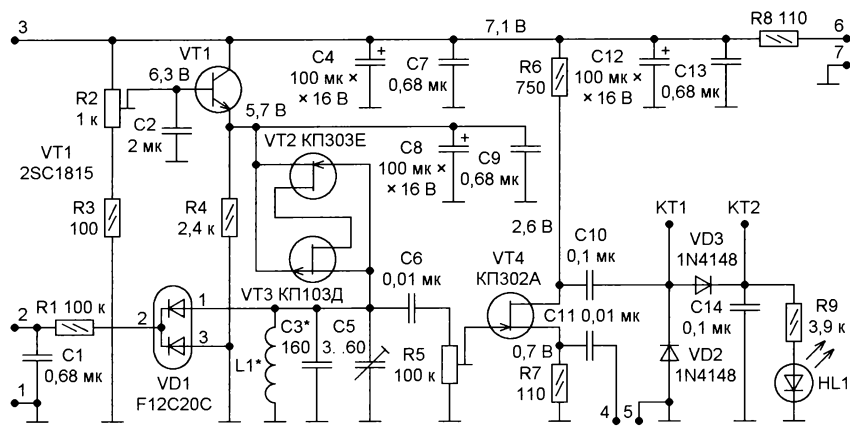 3
VT1
7,1 В
R8 110
6
7
6,3 В
R2
1 к
C2
2 мк
5,7 В
C4
100 мк ×
× 16 В
C7
0,68 мк
R6
750
C12
100 мк ×
× 16 В
C13
0,68 мк
VT1
2SC1815
VT2 КП303Е
C8
100 мк ×
× 16 В
C9
0,68 мк
R3
100
R4
2,4 к
2,6 В
C10
0,1 мк
КТ1
КТ2
VD3
1N4148
C6
0,01 мк
VT4
КП302А
VT3 КП103Д
2
R1 100 к
2
1
3
C1
0,68 мк
1
VD1
F12C20C
L1*
C3*
160
C5
3...60
R5
100 к
C11 0,01 мк
0,7 В
R7
110
4
5
VD2
1N4148
C14
0,1 мк
R9
3,9 к
HL1